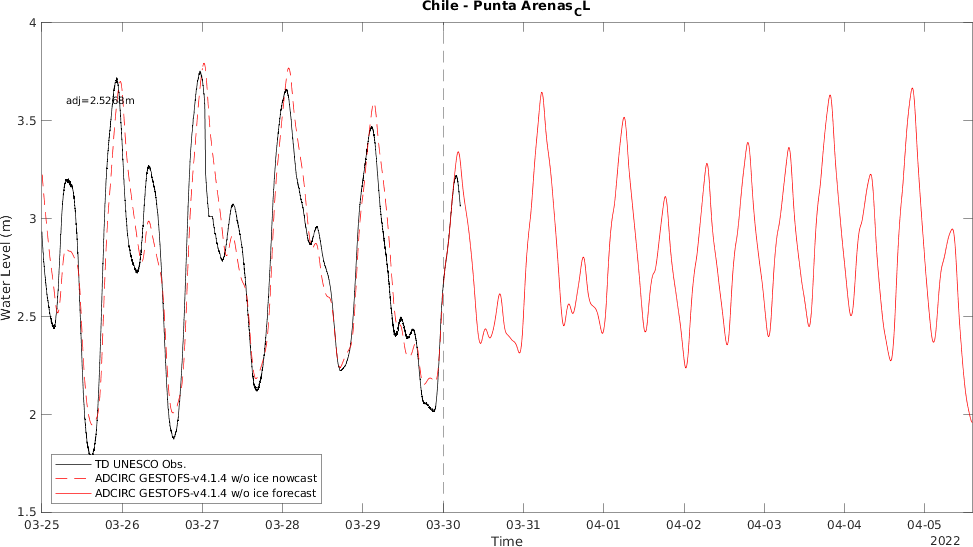 Chile - Punta Arenas_CL
4
adj=2.5268m
3.5
3
Water Level (m)
2.5
2
TD UNESCO Obs.
ADCIRC GESTOFS-v4.1.4 w/o ice nowcast
ADCIRC GESTOFS-v4.1.4 w/o ice forecast
1.5
03-25 03-26 03-27 03-28 03-29 03-30 03-31 04-01 04-02 04-03 04-04 04-05
Time
2022